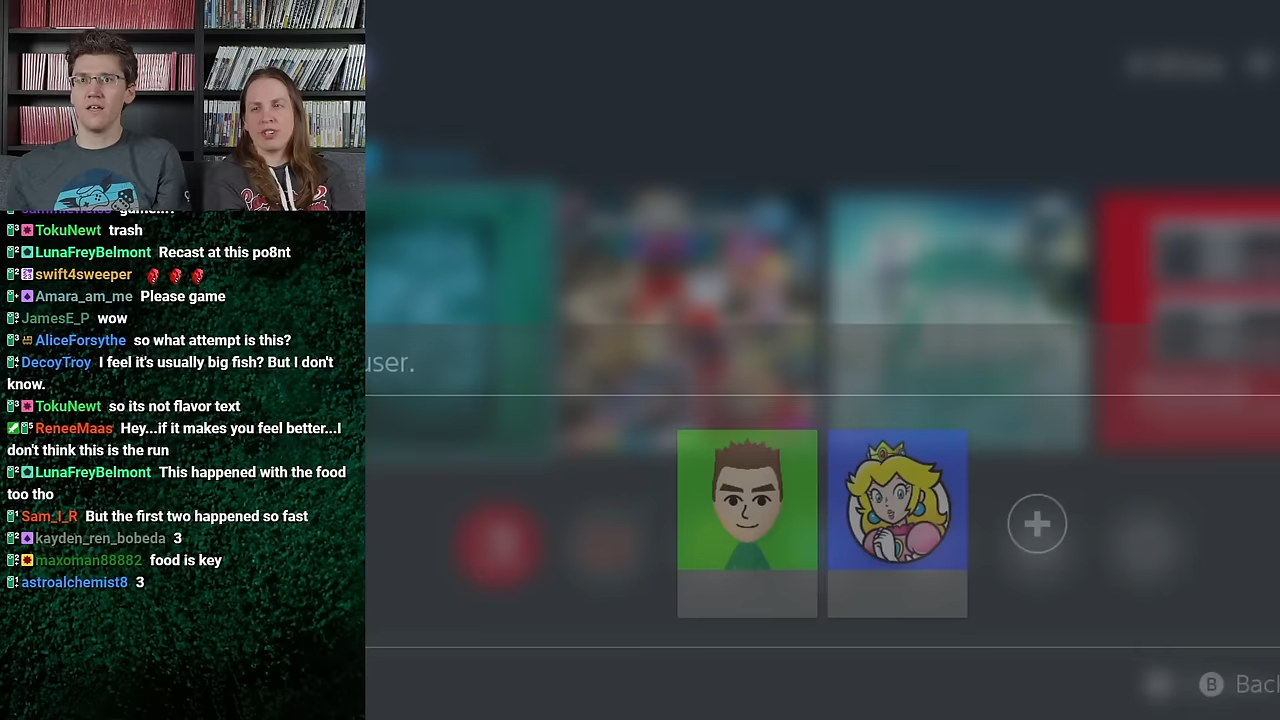 TokuNewt trash
LunaFreyBelmont Recast at this po8nt
swift4sweeper
Amara_am_me Please game
JamesE_P wow
AliceForsythe so what attempt is this?
DecoyTroy I feel it's usually big fish? But I don't
know.
TokuNewt so its not flavor text
ReneeMaas Hey...if it makes you feel better...I
don't think this is the run
LunaFreyBelmont This happened with the food
too tho
Sam_I_R But the first two happened so fast
kayden_ren_bobeda 3
maxoman88882 food is key
astroalchemist8 3
user.
B